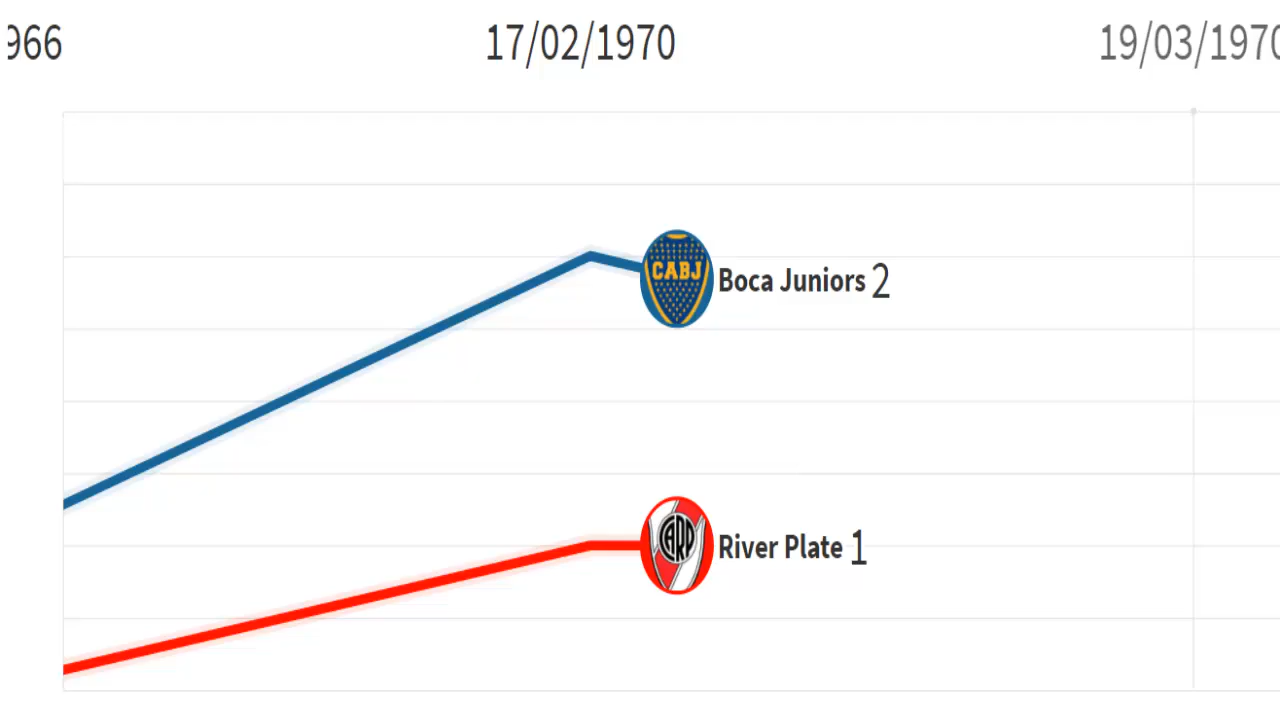 966
17/02/1970
19/03/1970
CABJ
Boca Juniors 2
CARP
River Plate 1